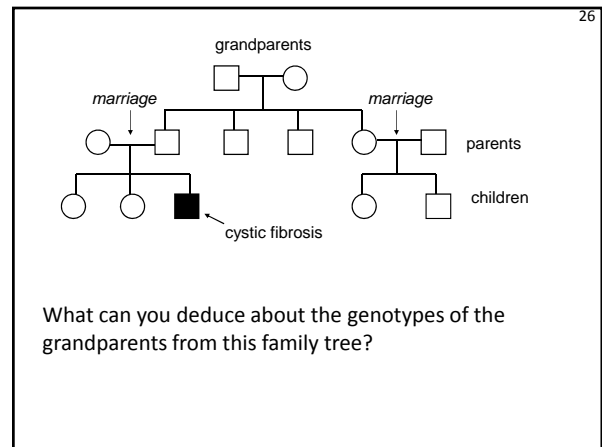 26
grandparents
marriage
marriage
parents
children
cystic fibrosis
What can you deduce about the genotypes of the
grandparents from this family tree?